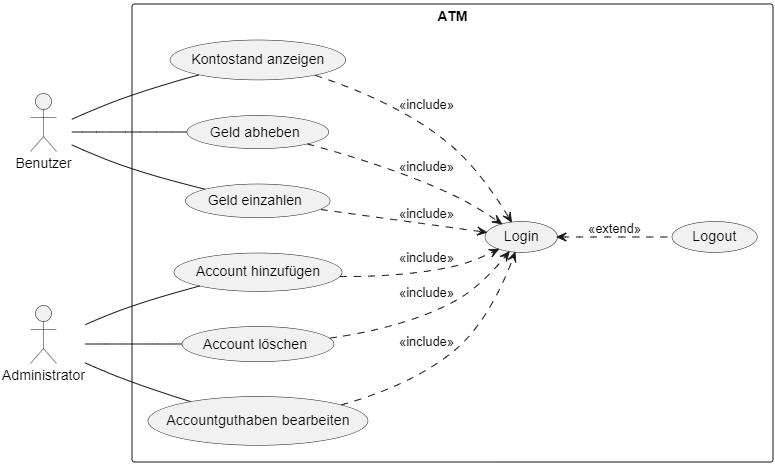 ATM
Kontostand anzeigen
«include»
Benutzer
Geld abheben
«include»
Geld einzahlen
«include»
Login
«extend»
Logout
Account hinzufügen
«include»
Administrator
Account löschen
«include»
Accountguthaben bearbeiten
«include»